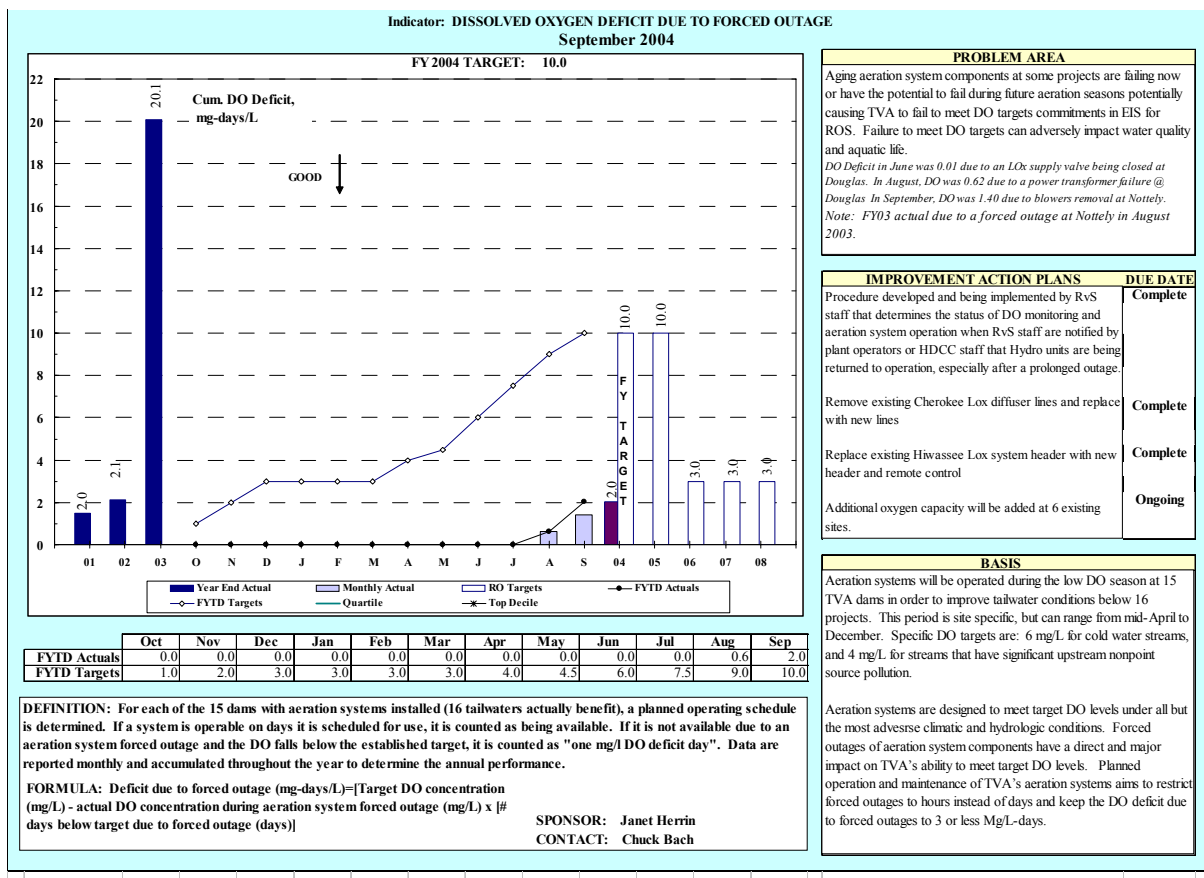 Indicator: DISSOLVED OXYGEN DEFICIT DUE TO FORCED OUTAGE
September 2004
FY 2004 TARGET: 10.0
Cum. DO Deficit,
mg-days/L
GOOD
22
20
18
16
14
12
10
8
6
4
2
0
2.0
2.1
20.1
2.0
10.0
10.0
3.0
3.0
3.0
FY TARGET
01 02 03 O N D J F M A M J J A S 04 05 06 07 08
Year End Actual Monthly Actual RO Targets FYTD Actuals
FYTD Targets Quartile Top Decile
Oct Nov Dec Jan Feb Mar Apr May Jun Jul Aug Sep
FYTD Actuals 0.0 0.0 0.0 0.0 0.0 0.0 0.0 0.0 0.0 0.0 0.6 2.0
FYTD Targets 1.0 2.0 3.0 3.0 3.0 3.0 4.0 4.5 6.0 7.5 9.0 10.0
DEFINITION: For each of the 15 dams with aeration systems installed (16 tailwaters actually benefit), a planned operating schedule
is determined. If a system is operable on days it is scheduled for use, it is counted as being available. If it is not available due to an
aeration system forced outage and the DO falls below the established target, it is counted as "one mg/l DO deficit day". Data are
reported monthly and accumulated throughout the year to determine the annual performance.
FORMULA: Deficit due to forced outage (mg-days/L)=[Target DO concentration
(mg/L) - actual DO concentration during aeration system forced outage (mg/L) x [#
days below target due to forced outage (days)]
SPONSOR: Janet Herrin
CONTACT: Chuck Bach
PROBLEM AREA
Aging aeration system components at some projects are failing now
or have the potential to fail during future aeration seasons potentially
causing TVA to fail to meet DO targets commitments in EIS for
ROS. Failure to meet DO targets can adversely impact water quality
and aquatic life.
DO Deficit in June was 0.01 due to an LOx supply valve being closed at
Douglas. In August, DO was 0.62 due to a power transformer failure @
Douglas In September, DO was 1.40 due to blowers removal at Nottely.
Note: FY03 actual due to a forced outage at Nottely in August
2003.
IMPROVEMENT ACTION PLANS DUE DATE
Procedure developed and being implemented by RvS Complete
staff that determines the status of DO monitoring and
aeration system operation when RvS staff are notified by
plant operators or HDCC staff that Hydro units are being
returned to operation, especially after a prolonged outage.
Remove existing Cherokee Lox diffuser lines and replace Complete
with new lines
Replace existing Hiwassee Lox system header with new Complete
header and remote control
Additional oxygen capacity will be added at 6 existing Ongoing
sites.
BASIS
Aeration systems will be operated during the low DO season at 15
TVA dams in order to improve tailwater conditions below 16
projects. This period is site specific, but can range from mid-April to
December. Specific DO targets are: 6 mg/L for cold water streams,
and 4 mg/L for streams that have significant upstream nonpoint
source pollution.
Aeration systems are designed to meet target DO levels under all but
the most adversrse climatic and hydrologic conditions. Forced
outages of aeration system components have a direct and major
impact on TVA's ability to meet target DO levels. Planned
operation and maintenance of TVA's aeration systems aims to restrict
forced outages to hours instead of days and keep the DO deficit due
to forced outages to 3 or less Mg/L-days.